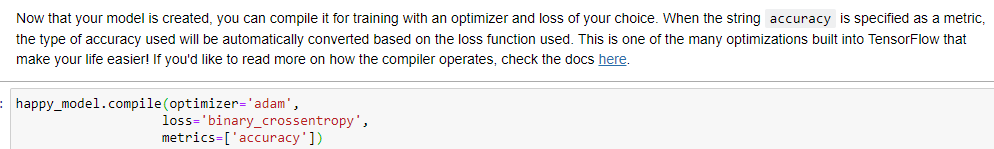 Now that your model is created, you can compile it for training with an optimizer and loss of your choice. When the string accuracy is specified as a metric,
the type of accuracy used will be automatically converted based on the loss function used. This is one of the many optimizations built into TensorFlow that
make your life easier! If you'd like to read more on how the compiler operates, check the docs here.
: happy_model.compile(optimizer='adam',
loss='binary_crossentropy',
metrics=['accuracy'])